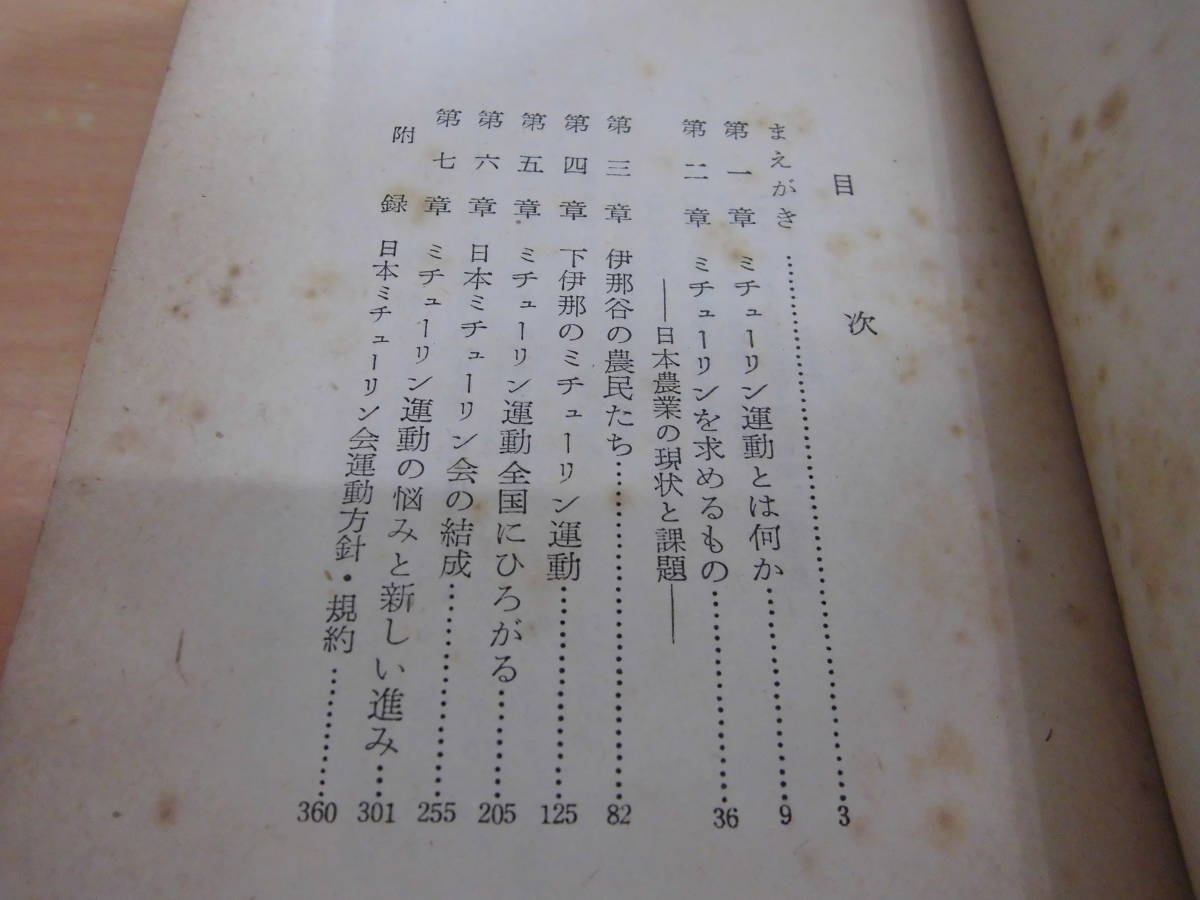 目次
まえがき……3
第一章 ミチューリン運動とは何か……9
第二章 ミチューリンを求めるもの……36
――日本農業の現状と課題――
第三章 伊那谷の農民たち……82
第四章 下伊那のミチューリン運動……125
第五章 ミチューリン運動全国にひろがる……205
第六章 日本ミチューリン会の結成……255
第七章 ミチューリン運動の悩みと新しい進み……301
附録 日本ミチューリン会運動方針・規約……360